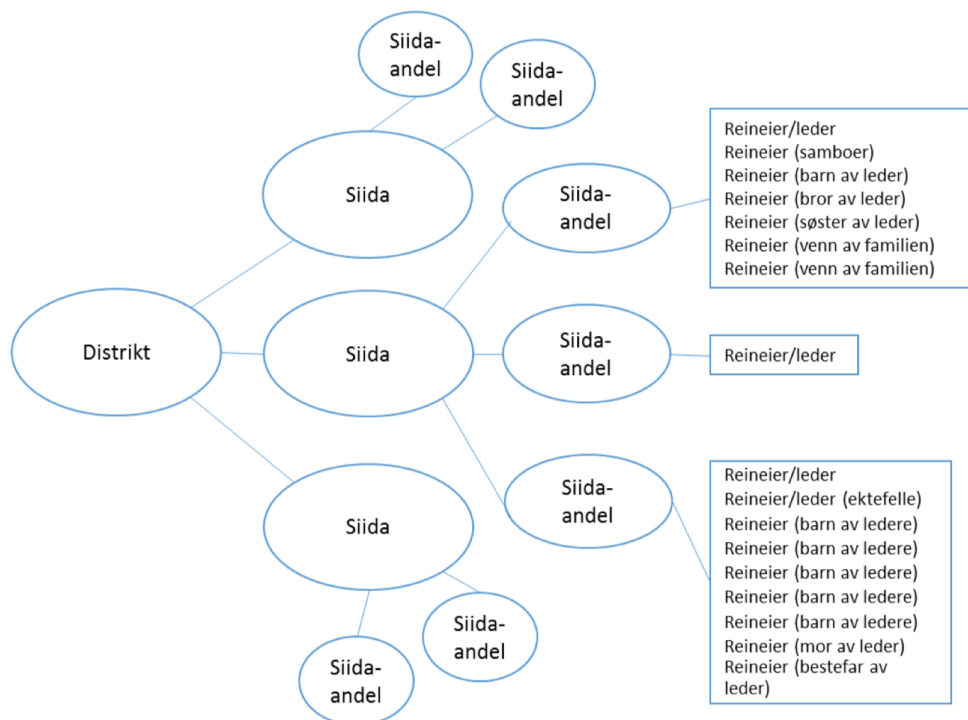 Siida-
andel
Siida-
andel
Siida
Siida-
andel
Reineier/leder
Reineier (samboer)
Reineier (barn av leder)
Reineier (bror av leder)
Reineier (søster av leder)
Reineier (venn av familien)
Reineier (venn av familien)
Distrikt
Siida
Siida-
andel
Reineier/leder
Siida
Siida-
andel
Reineier/leder
Reineier/leder (ektefelle)
Reineier (barn av ledere)
Reineier (barn av ledere)
Reineier (barn av ledere)
Reineier (barn av ledere)
Reineier (barn av ledere)
Reineier (mor av leder)
Reineier (bestefar av
leder)
Siida-
andel
Siida-
andel